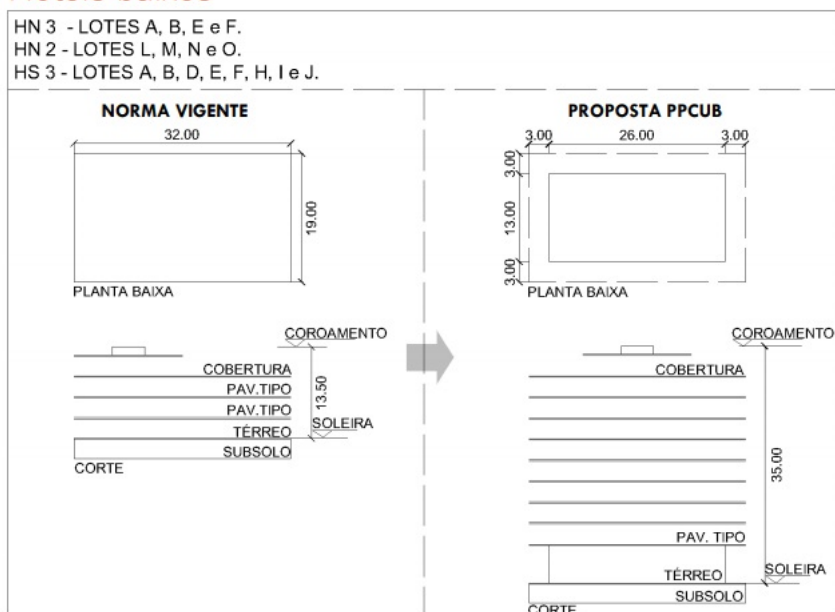 HN 3 - LOTES A, B, E e F.
HN 2 - LOTES L, M, N e O.
HS 3 - LOTES A, B, D, E, F, H, I e J.
NORMA VIGENTE
32.00
19.00
PLANTA BAIXA
COROAMENTO
COBERTURA
PAV.TIPO
PAV.TIPO
TÉRREO
SUBSOLO
13.50
SOLEIRA
CORTE
PROPOSTA PPCUB
3.00 26.00 3.00
3.00
13.00
3.00
PLANTA BAIXA
COROAMENTO
COBERTURA
35.00
PAV. TIPO
TÉRREO
SOLEIRA
SUBSOLO
CORTE